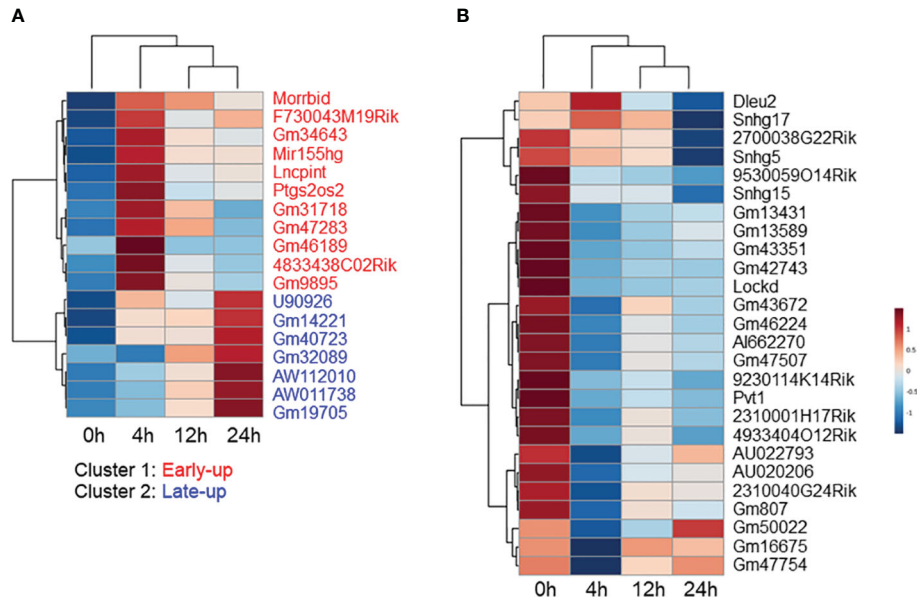 A
Morrbid
F730043M19Rik
Gm34643
Mir155hg
Lncpint
Ptgs2os2
Gm31718
Gm47283
Gm46189
4833438C02Rik
Gm9895
U90926
Gm14221
Gm40723
Gm32089
AW112010
AW011738
Gm19705
0h 4h 12h 24h
Cluster 1: Early-up
Cluster 2: Late-up
B
Dleu2
Snhg17
2700038G22Rik
Snhg5
9530059O14Rik
Snhg15
Gm13431
Gm13589
Gm43351
Gm42743
Lockd
Gm43672
Gm46224
AI662270
Gm47507
9230114K14Rik
Pvt1
2310001H17Rik
4933404O12Rik
AU022793
AU020206
2310040G24Rik
Gm807
Gm50022
Gm16675
Gm47754
0h 4h 12h 24h
1
0.5
0
-0.5
-1